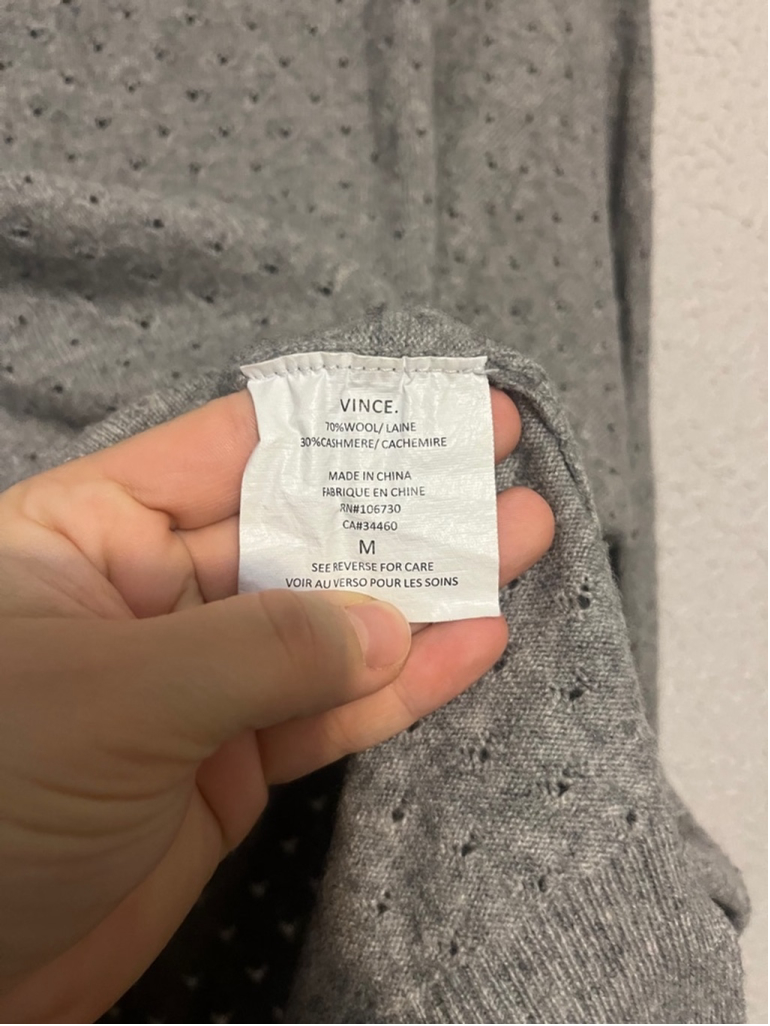 VINCE.
70%WOOL/ LAINE
30%CASHMERE/ CACHEMIRE
MADE IN CHINA
FABRIQUE EN CHINE
RN#106730
CA#34460
M
SEE REVERSE FOR CARE
VOIR AU VERSO POUR LES SOINS